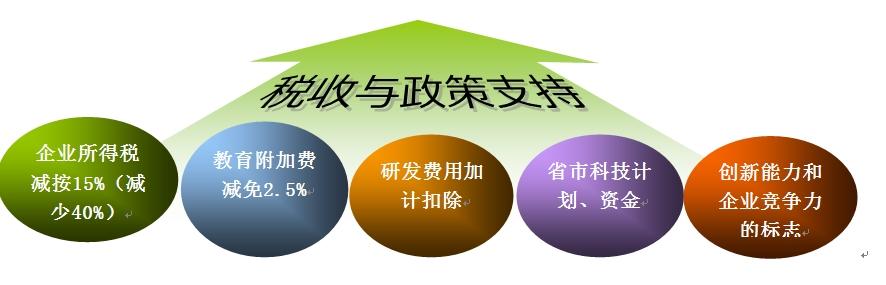 税收与政策支持
企业所得税
减按15%（减
少40%）
教育附加费
减免2.5%
研发费用加
计扣除
省市科技计
划、资金
创新能力和
企业竞争力
的标志